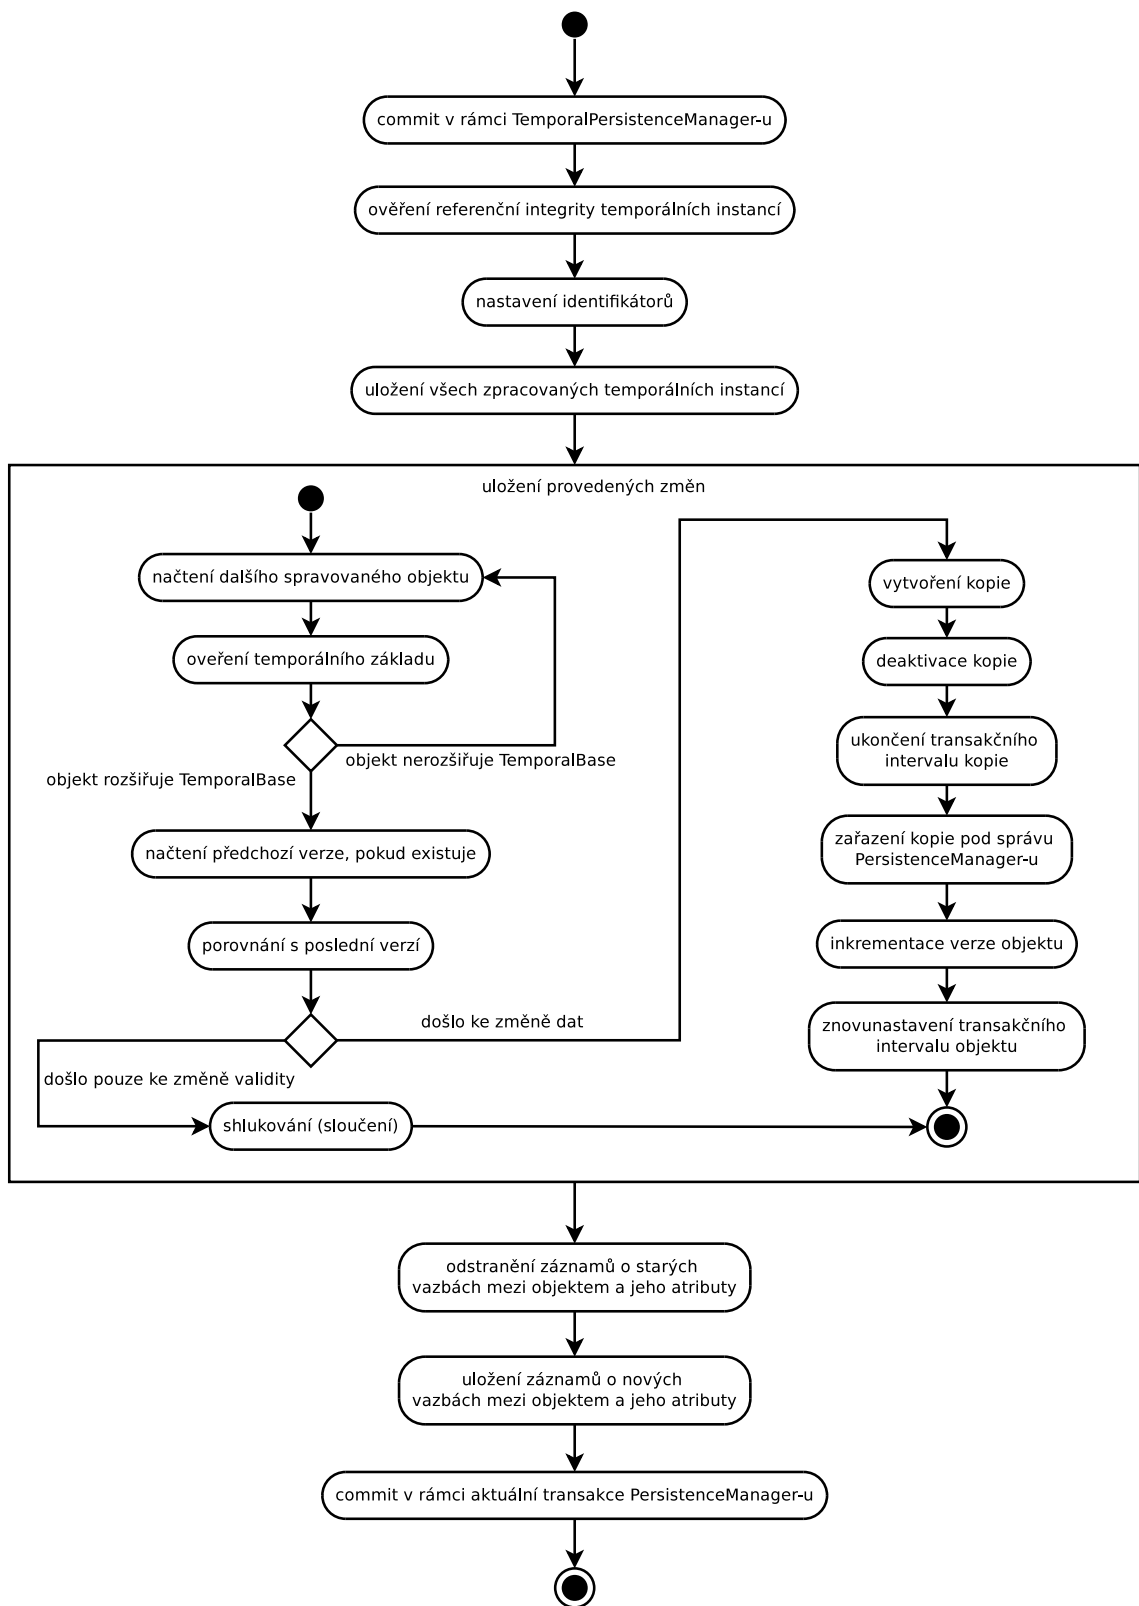 commit v rámci TemporalPersistenceManager-u
ověření referenční integrity temporálních instancí
nastavení identifikátorů
uložení všech zpracovaných temporálních instancí
uložení provedených změn
načtení dalšího spravovaného objektu
oveření temporálního základu
objekt nerozšiřuje TemporalBase
objekt rozšiřuje TemporalBase
načtení předchozí verze, pokud existuje
porovnání s poslední verzí
došlo ke změně dat
došlo pouze ke změně validity
shlukování (sloučení)
vytvoření kopie
deaktivace kopie
ukončení transakčního
intervalu kopie
zařazení kopie pod správu
PersistenceManager-u
inkrementace verze objektu
znovunastavení transakčního
intervalu objektu
odstranění záznamů o starých
vazbách mezi objektem a jeho atributy
uložení záznamů o nových
vazbách mezi objektem a jeho atributy
commit v rámci aktuální transakce PersistenceManager-u